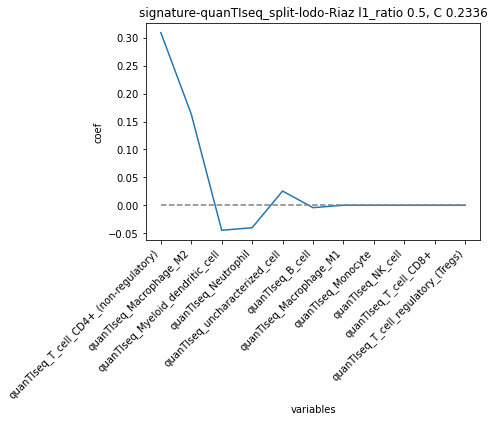 signature-quanTIseq_split-lodo-Riaz l1_ratio 0.5, C 0.2336
0.30
0.25
0.20
0.15
0.10
0.05
0.00
−0.05
coef
quanTIseq_T_cell_CD4+_(non-regulatory)
quanTIseq_Macrophage_M2
quanTIseq_Myeloid_dendritic_cell
quanTIseq_Neutrophil
quanTIseq_uncharacterized_cell
quanTIseq_B_cell
quanTIseq_Macrophage_M1
quanTIseq_Monocyte
quanTIseq_NK_cell
quanTIseq_T_cell_CD8+
quanTIseq_T_cell_regulatory_(Tregs)
variables